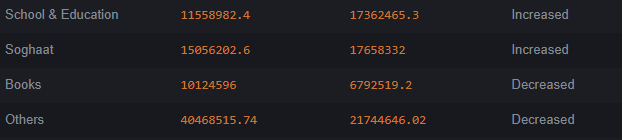 School & Education 11558982.4 17362465.3 Increased
Soghaat 15056202.6 17658332 Increased
Books 10124596 6792519.2 Decreased
Others 40468515.74 21744646.02 Decreased